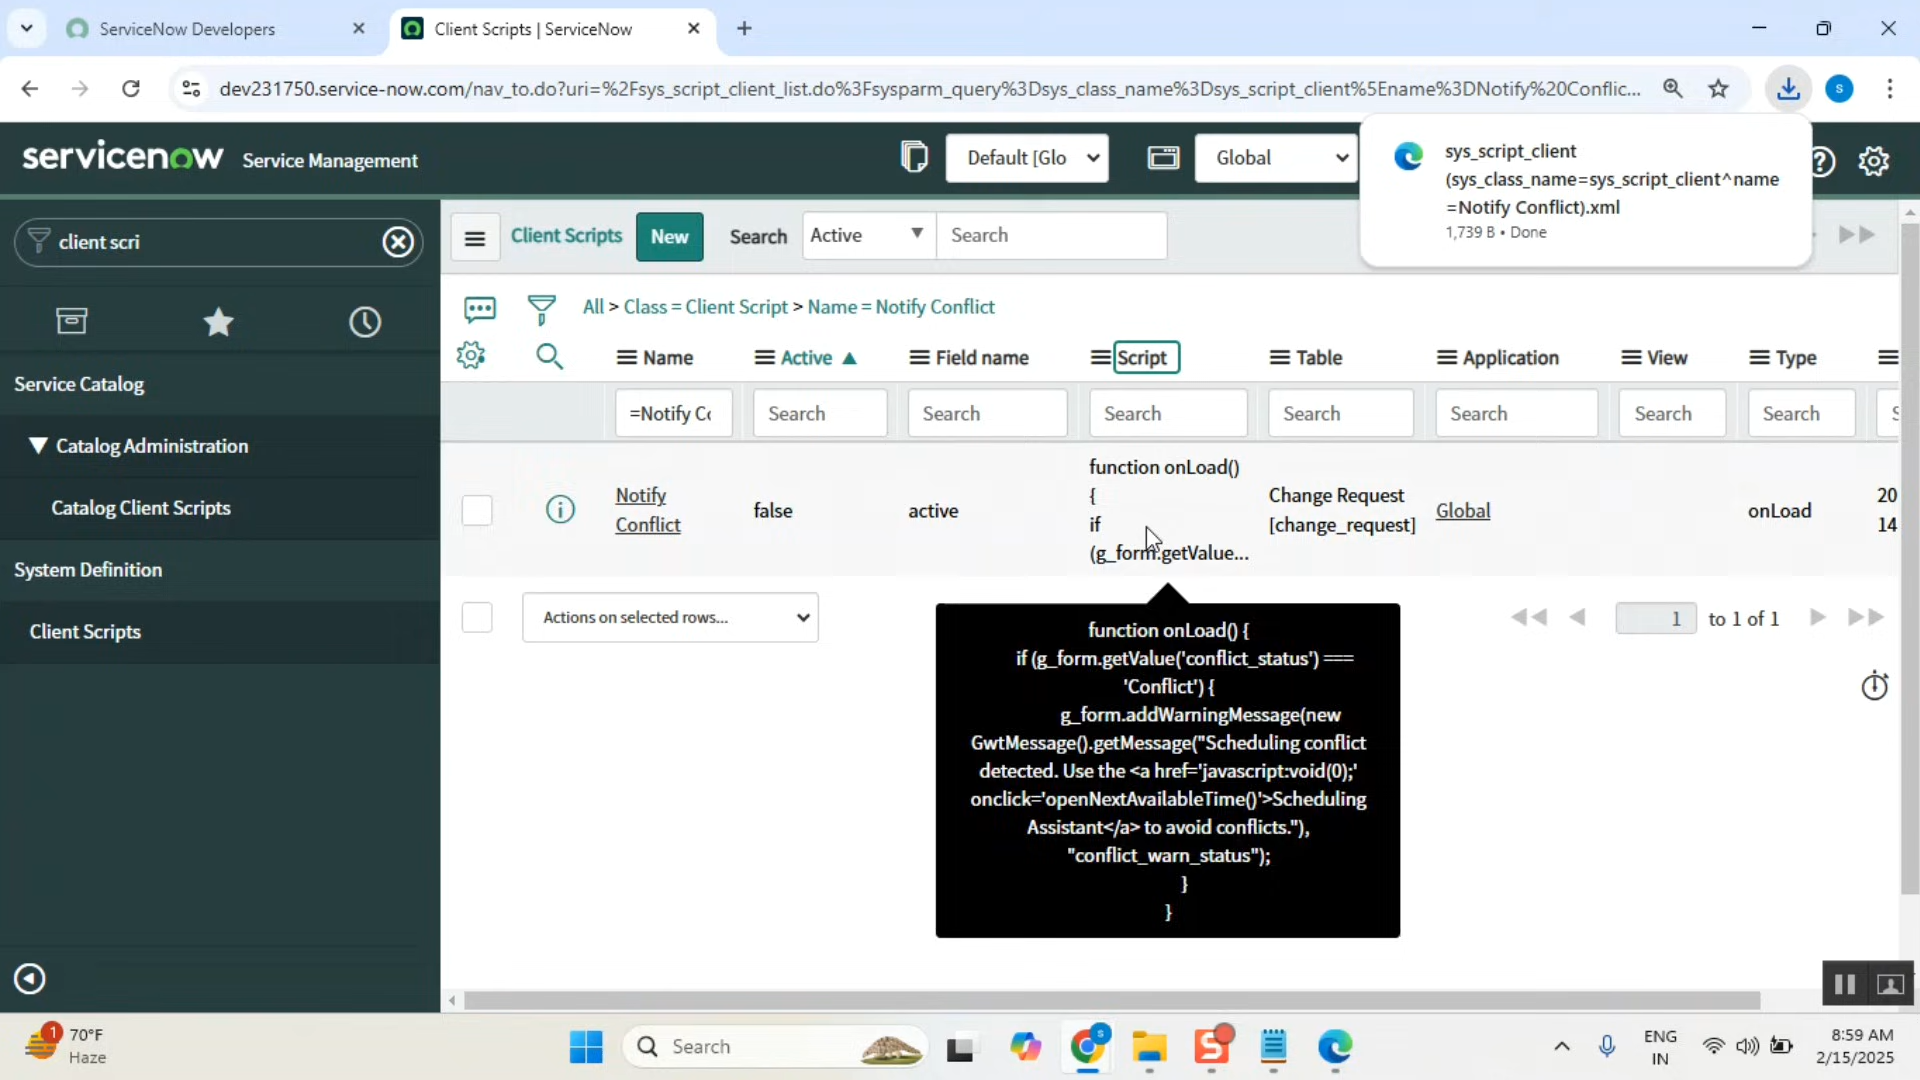 ServiceNow Developers
Client Scripts | ServiceNow
dev231750.service-now.com/nav_to.do?uri=%2Fsys_script_client_list.do%3Fsysparm_query%3Dsys_class_name%3Dsys_script_client%5Ename%3DNotify%20Conflic...
S
servicenow Service Management
Default [Glo
Global
sys_script_client
(sys_class_name=sys_script_client^name
=Notify Conflict).xml
1,739 B • Done
client scri
Client Scripts
New
Search
Active
Search
All > Class = Client Script > Name = Notify Conflict
Service Catalog
Catalog Administration
Catalog Client Scripts
System Definition
Client Scripts
Name
Active
Field name
Script
Table
Application
View
Type
=Notify Co
Search
Search
Search
Search
Search
Search
Search
S
Notify
Conflict
false
active
function onLoad()
{
if
(g_form.getValue...
Change Request
[change_request]
Global
onLoad
20
14
Actions on selected rows...
1 to 1 of 1
function onLoad() {
if (g_form.getValue('conflict_status') ===
'Conflict') {
g_form.addWarningMessage(new
GwtMessage().getMessage("Scheduling conflict
detected. Use the <a href='javascript:void(0);'
onclick='openNextAvailableTime()'>Scheduling
Assistant</a> to avoid conflicts."),
"conflict_warn_status");
}
}
1
70°F
Haze
Search
S
S
ENG
IN
8:59 AM
2/15/2025